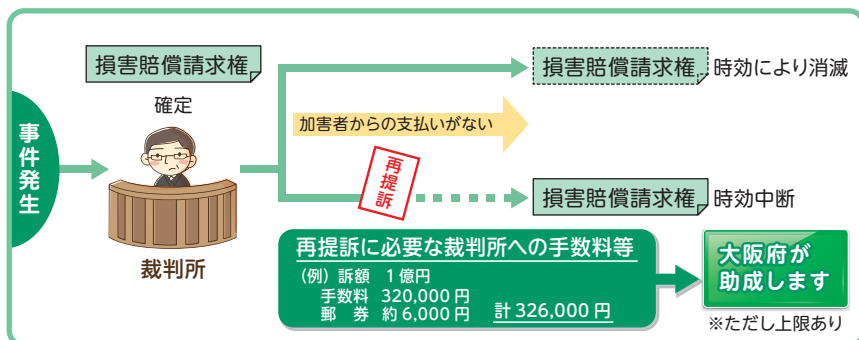 事件発生
損害賠償請求権
確定
裁判所
加害者からの支払いがない
再提訴
損害賠償請求権 時効により消滅
損害賠償請求権 時効中断
再提訴に必要な裁判所への手数料等
（例）訴額 1億円
手数料 320,000円
郵 券 約6,000円 計326,000円
大阪府が
助成します
※ただし上限あり